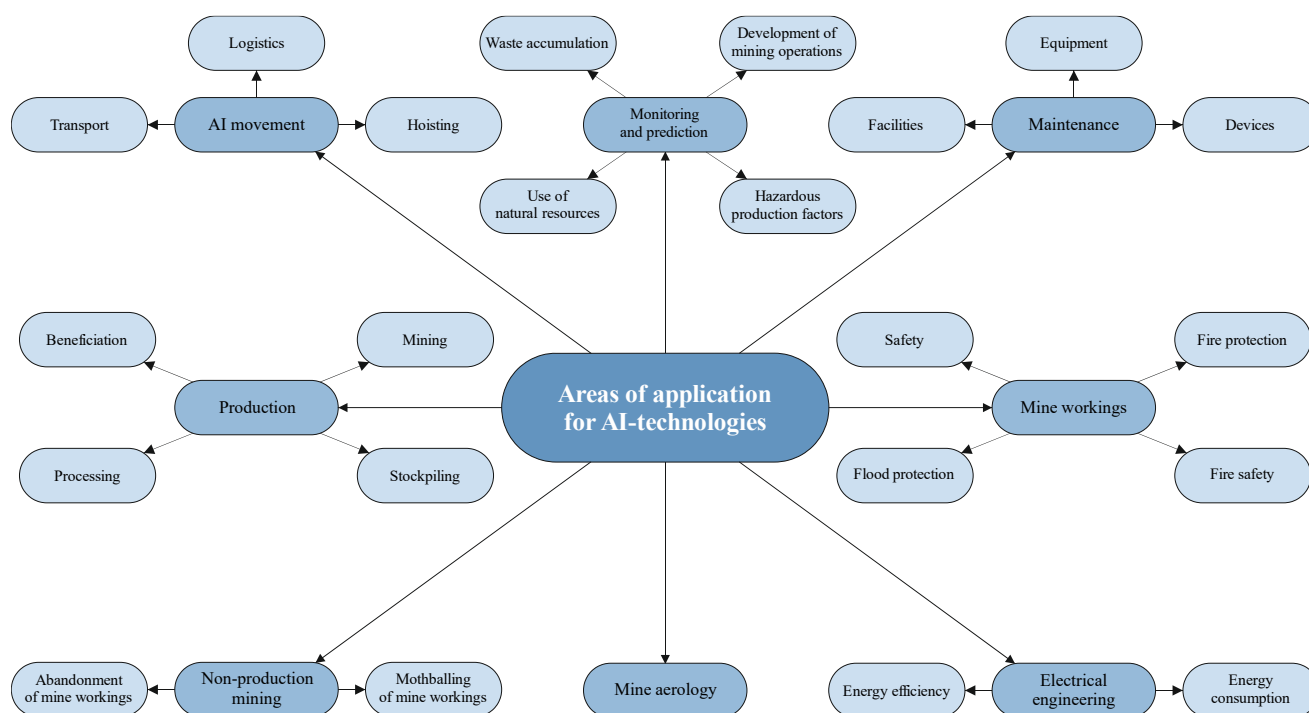 Logistics
Transport
AI movement
Hoisting
Waste accumulation
Development of
mining operations
Monitoring
and prediction
Use of
natural resources
Hazardous
production factors
Equipment
Facilities
Maintenance
Devices
Beneficiation
Mining
Production
Processing
Stockpiling
Areas of application
for AI-technologies
Safety
Fire protection
Mine workings
Flood protection
Fire safety
Abandonment
of mine workings
Non-production
mining
Mothballing
of mine workings
Mine aerology
Energy efficiency
Electrical
engineering
Energy
consumption